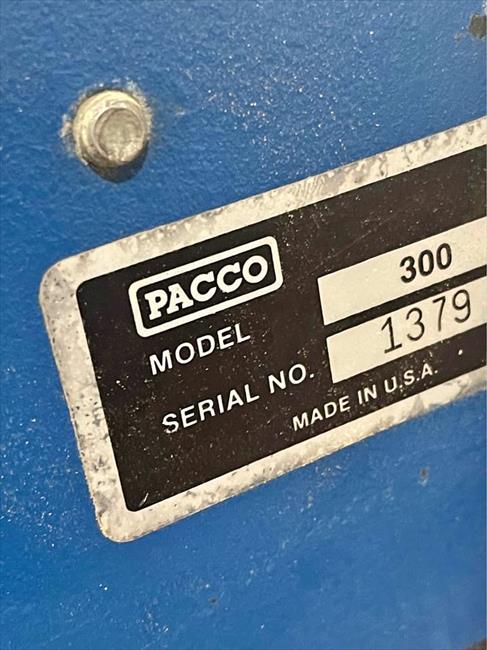 PACCO
MODEL 300
SERIAL NO. 1379
MADE IN U.S.A.